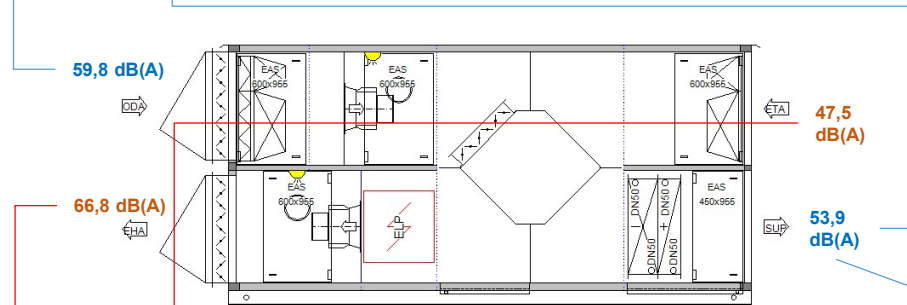 59,8 dB(A)
EAS
600x955
EAS
600x955
EAS
600x955
ODA
ETA
47,5
dB(A)
66,8 dB(A)
EAS
600x955
ELP
DN50
DN50
DN50
DN50
- +
EAS
450x955
EHA
SUP
53,9
dB(A)